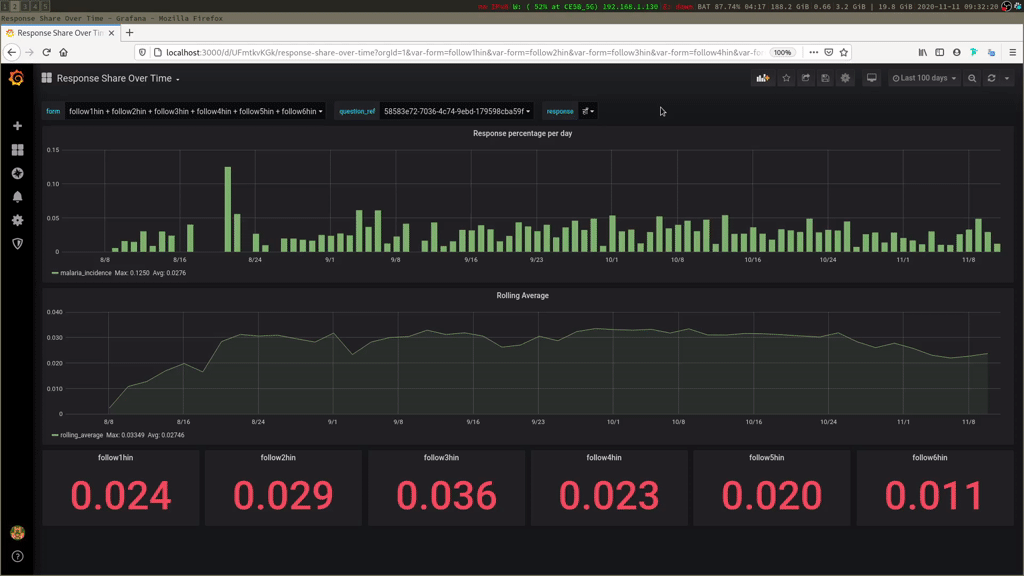 1 2 3 4 5
no IPv6 W: ( 52% at CE5W_5G) 192.168.1.130 E: down BAT 87.74% 04:17 188.2 GiB 0.66 3.2 GiB | 19.8 GiB 2020-11-11 09:32:20
Response Share Over Time - Grafana - Mozilla Firefox
Response Share Over Tim
localhost:3000/d/UFmtkvKGk/response-share-over-time?orgId=1&var-form=follow1hin&var-form=follow2hin&var-form=follow3hin&var-form=follow4hin&var-fo
100%
Response Share Over Time
Last 100 days
form follow1hin + follow2hin + follow3hin + follow4hin + follow5hin + follow6hin
question_ref 58583e72-7036-4c74-9ebd-179598cba59f
response हाँ
Response percentage per day
0.15
0.10
0.05
0
8/8 8/16 8/24 9/1 9/8 9/16 9/23 10/1 10/8 10/16 10/24 11/1 11/8
malaria_incidence Max: 0.1250 Avg: 0.0276
Rolling Average
0.040
0.030
0.020
0.010
0
8/8 8/16 8/24 9/1 9/8 9/16 9/23 10/1 10/8 10/16 10/24 11/1 11/8
rolling_average Max: 0.03349 Avg: 0.02746
follow1hin follow2hin follow3hin follow4hin follow5hin follow6hin
0.024 0.029 0.036 0.023 0.020 0.011